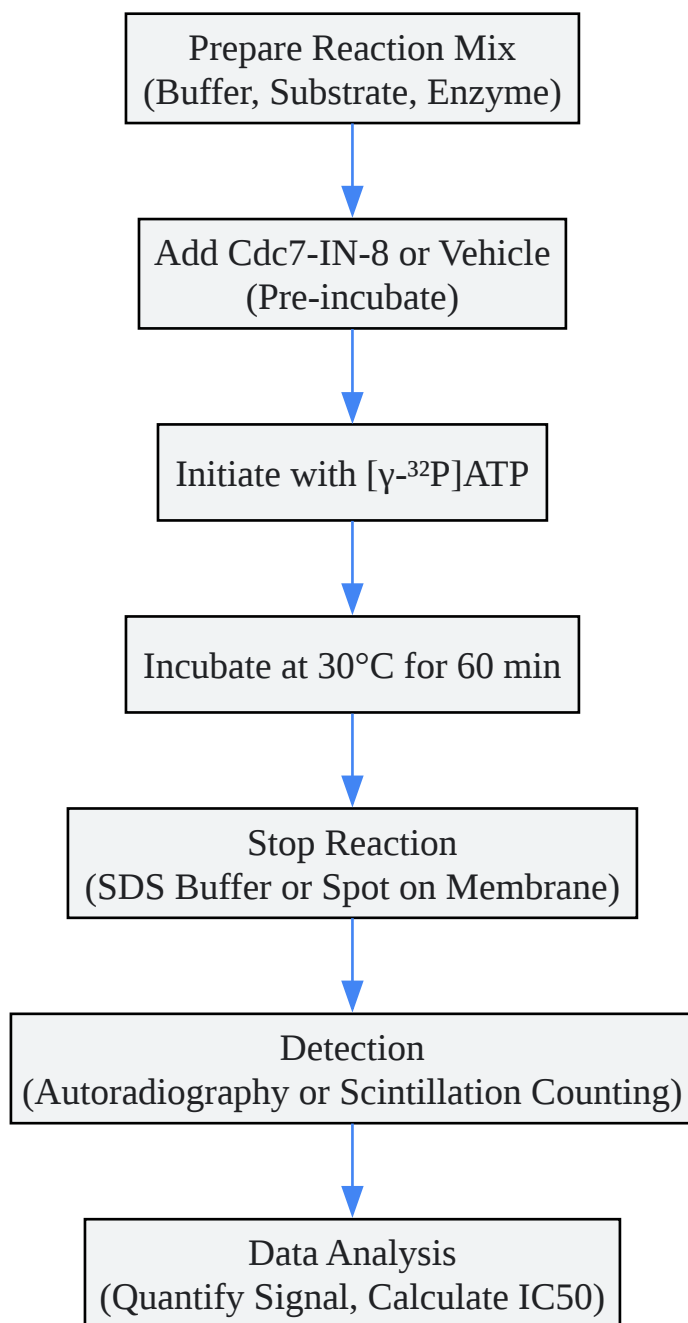 Prepare Reaction Mix
(Buffer, Substrate, Enzyme)
Add Cdc7-IN-8 or Vehicle
(Pre-incubate)
Initiate with [γ-³²P]ATP
Incubate at 30°C for 60 min
Stop Reaction
(SDS Buffer or Spot on Membrane)
Detection
(Autoradiography or Scintillation Counting)
Data Analysis
(Quantify Signal, Calculate IC50)